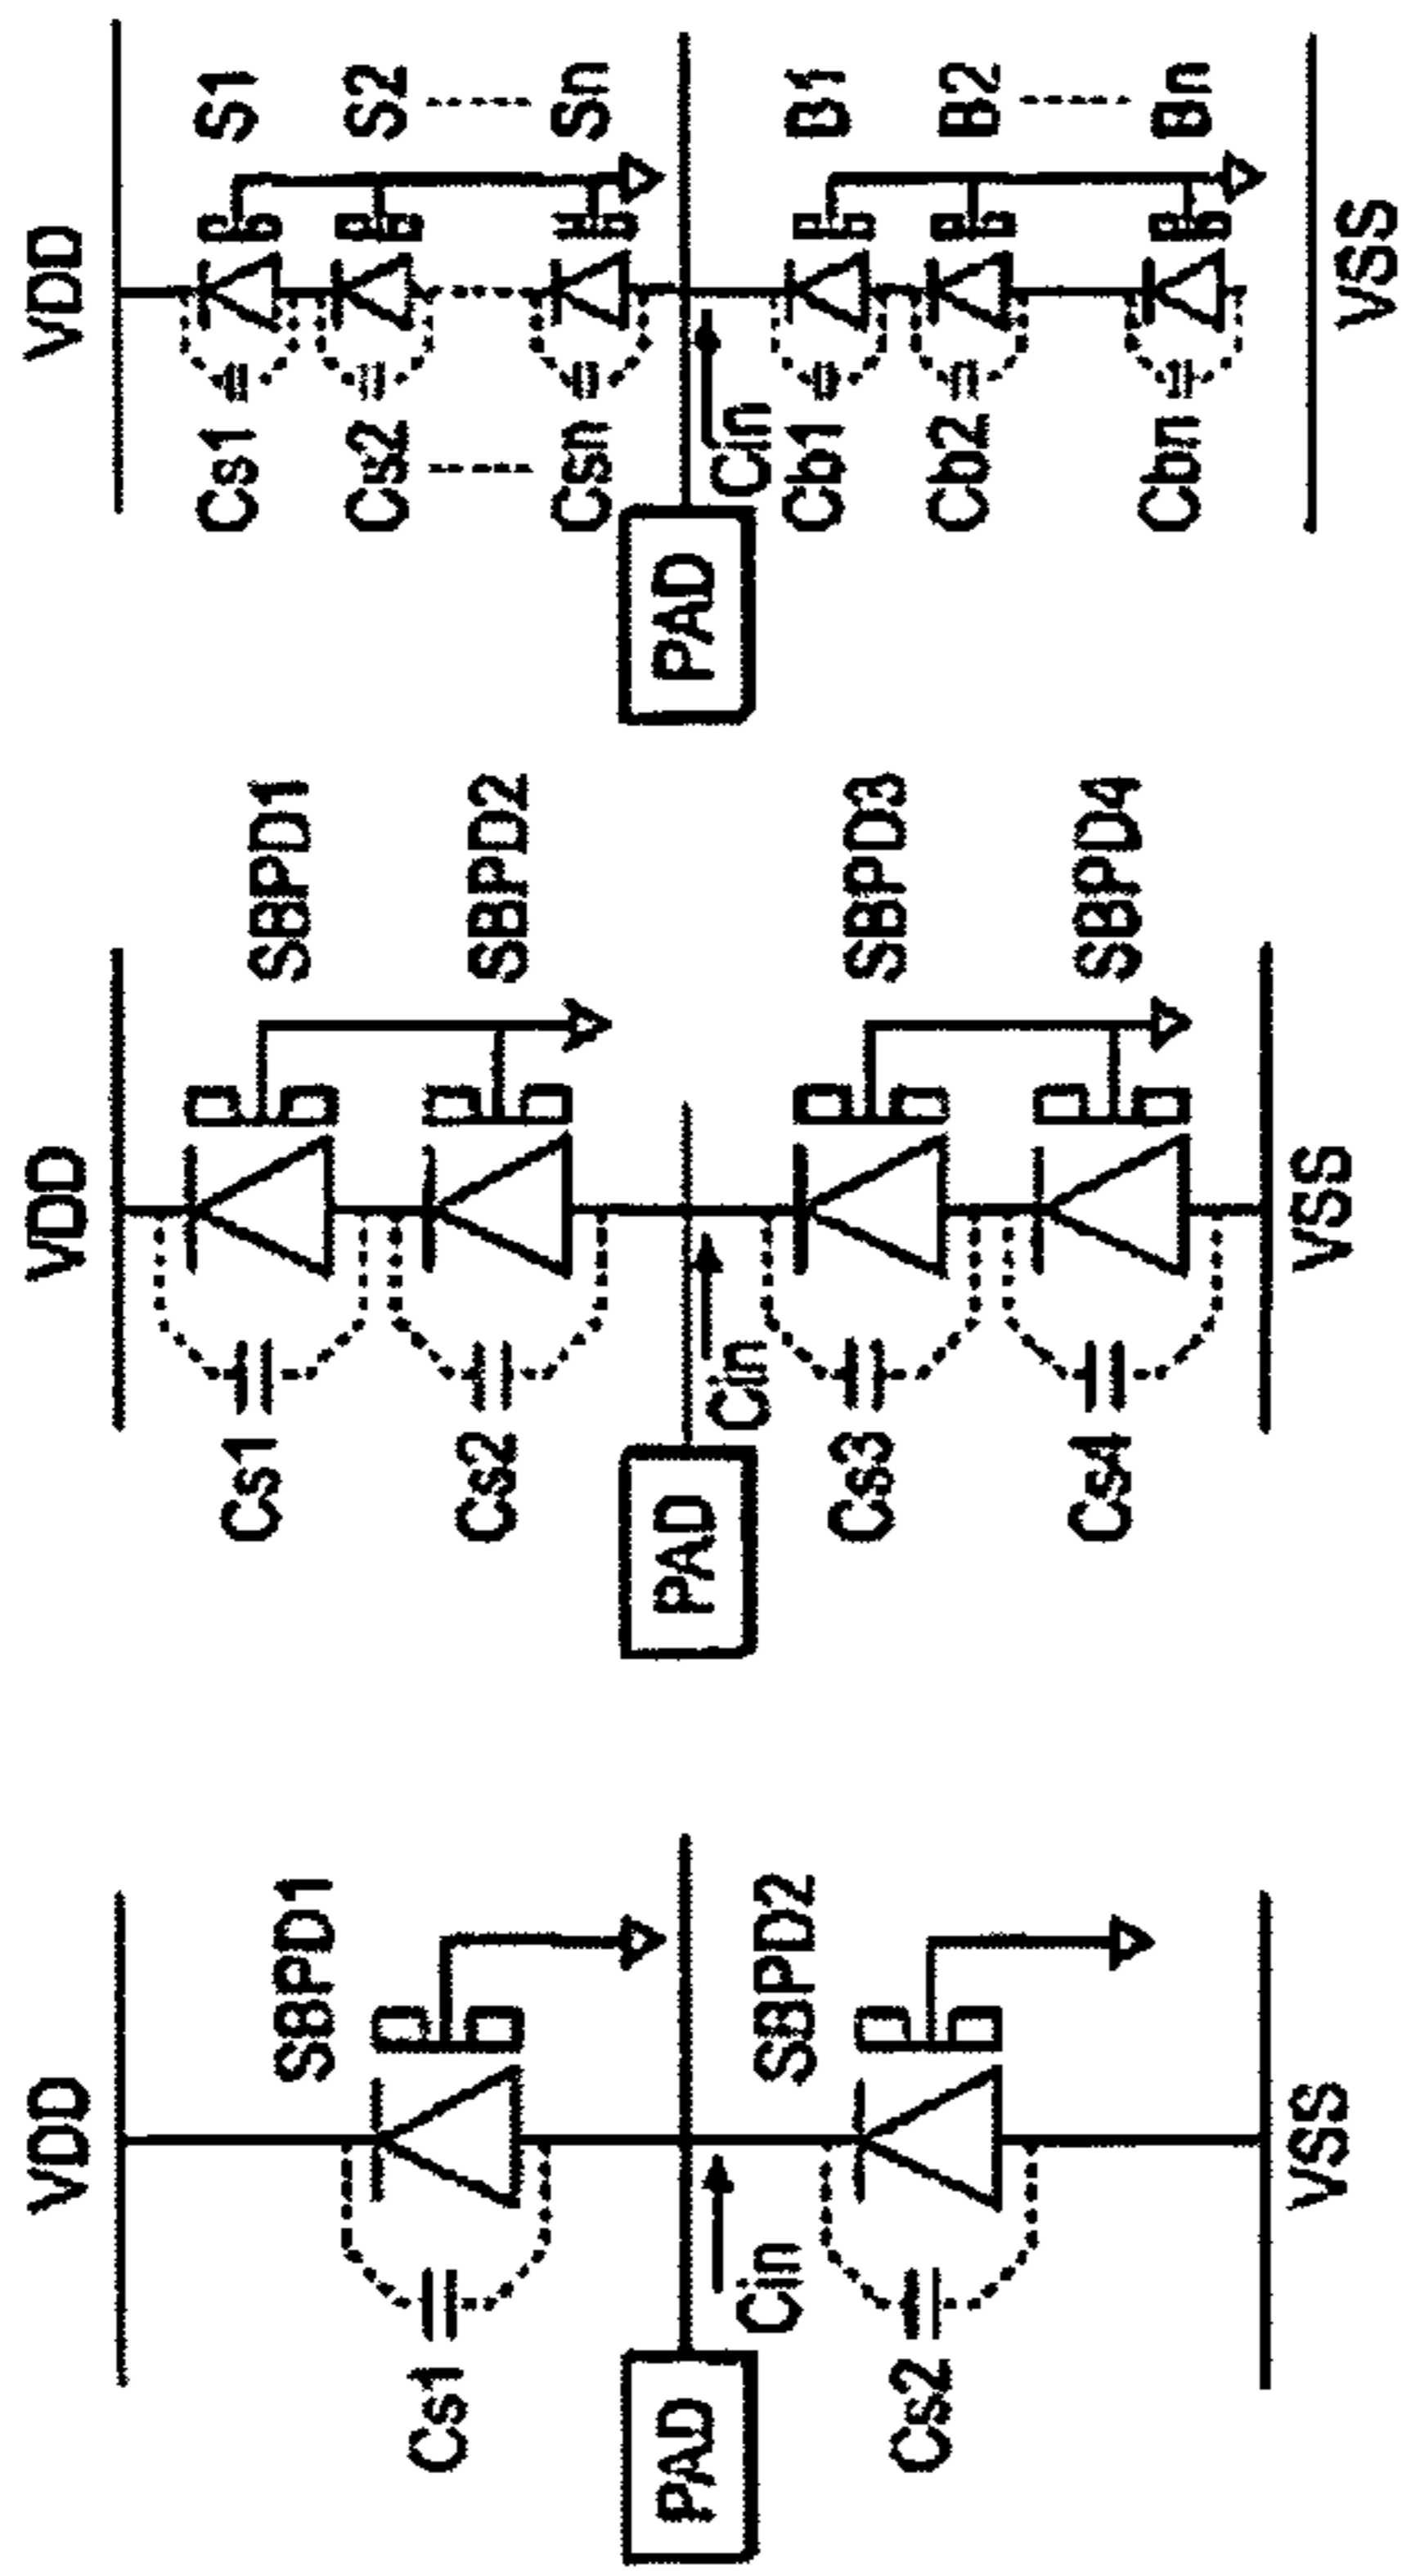 VDD
SBPD1
Cs1
PAD
Cin
SBPD2
Cs2
VSS
VDD
SBPD1
Cs1
SBPD2
Cs2
PAD
Cin
SBPD3
Cs3
SBPD4
Cs4
VSS
VDD
Cs1 S1
Cs2 S2
Csn Sn
PAD
Cin
Cb1 B1
Cb2 B2
Cbn Bn
VSS